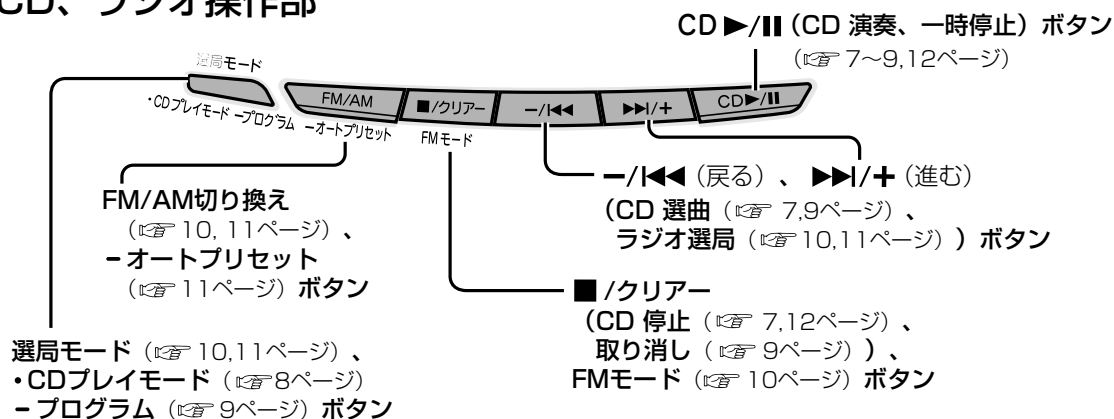 CD、ラジオ操作部
CD ▶/II（CD 演奏、一時停止）ボタン
（☞ 7〜9,12ページ）
選局モード
・CDプレイモード −プログラム
FM/AM
−オートプリセット
■/クリアー
FMモード
−/I◀◀
▶▶I/+
CD▶/II
−/I◀◀（戻る）、▶▶I/+（進む）
（CD 選曲（☞ 7,9ページ）、
ラジオ選局（☞10,11ページ））ボタン
FM/AM切り換え
（☞ 10, 11ページ）、
−オートプリセット
（☞ 11ページ）ボタン
■ /クリアー
（CD 停止（☞ 7,12ページ）、
取り消し（☞ 9ページ））、
FMモード（☞ 10ページ）ボタン
選局モード（☞ 10,11ページ）、
・CDプレイモード（☞8ページ）
−プログラム（☞ 9ページ）ボタン